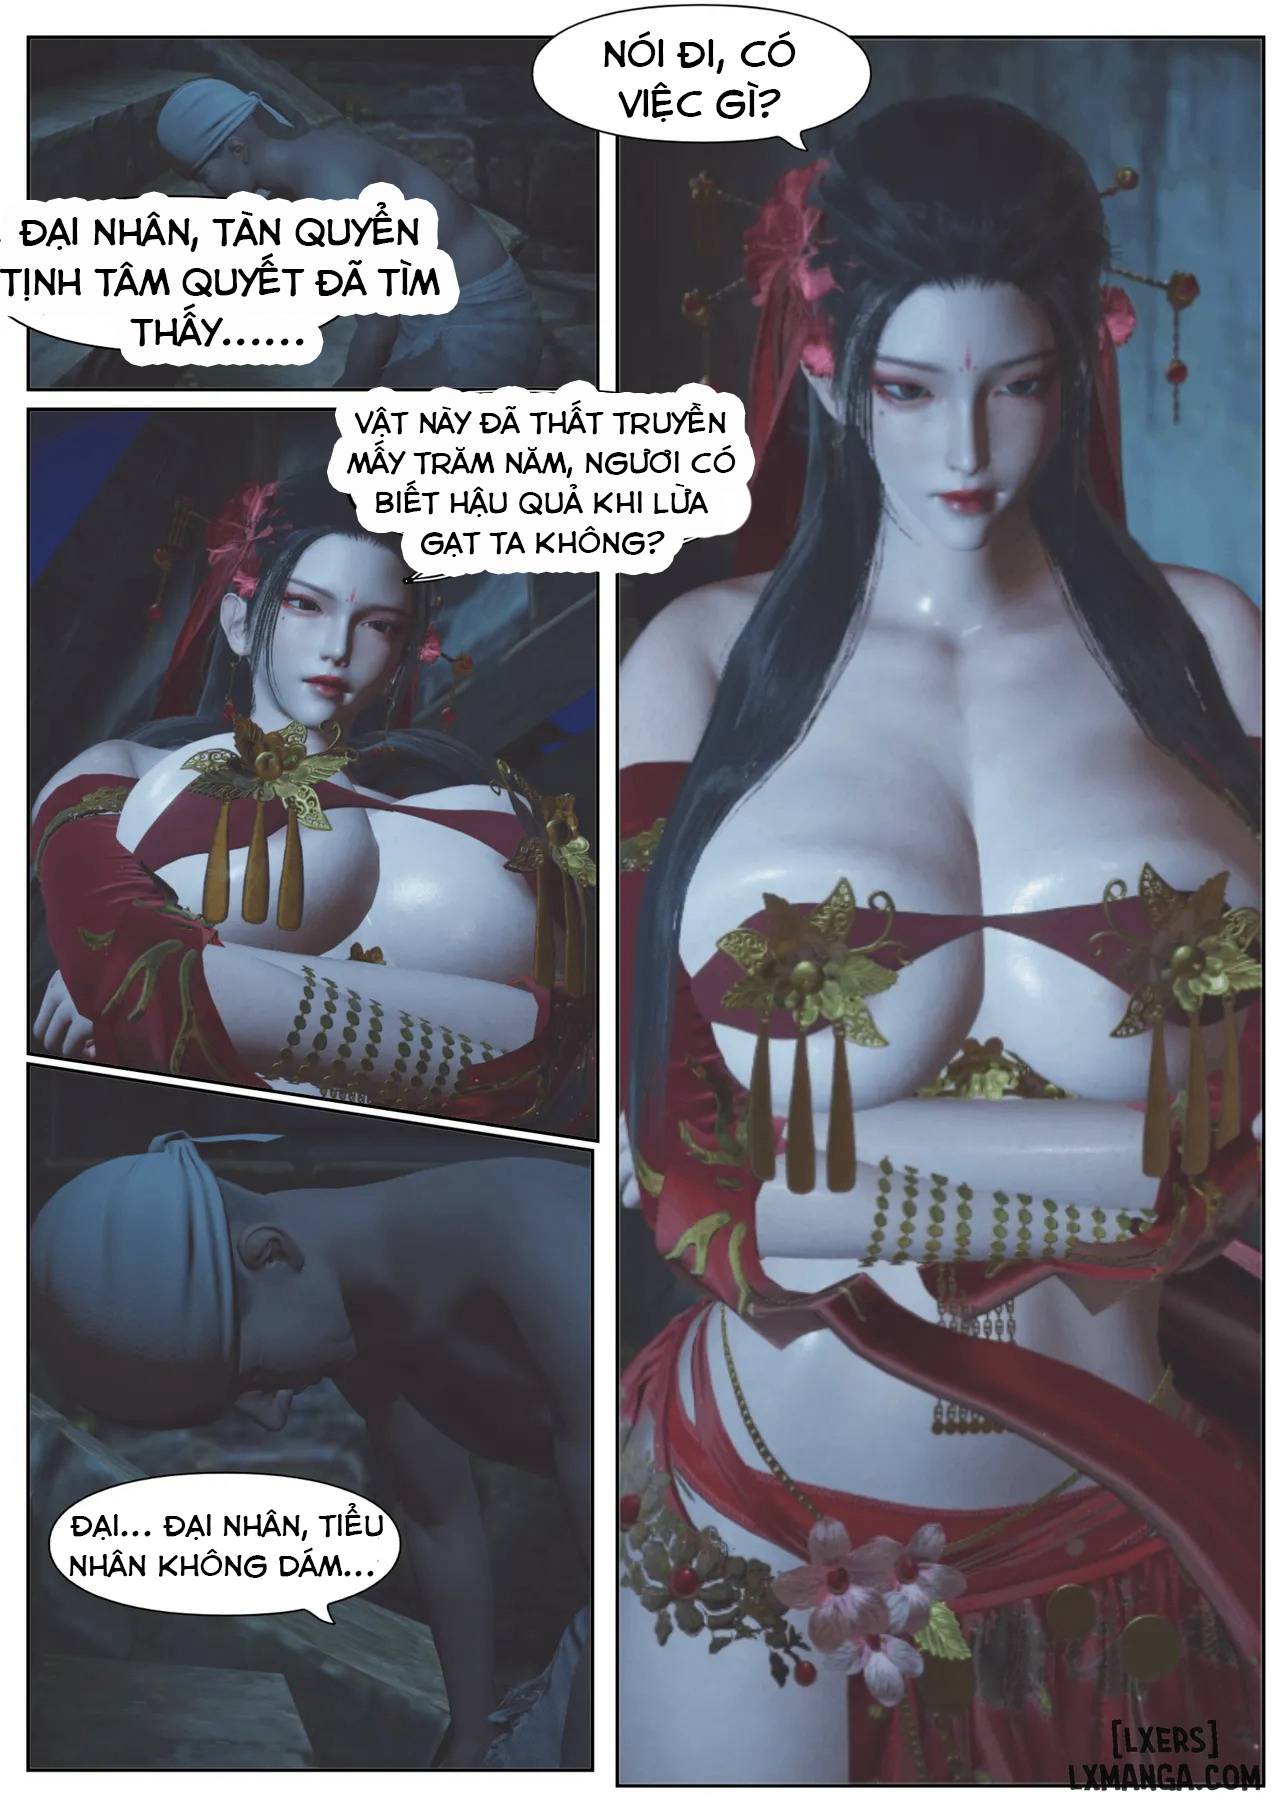 NÓI ĐI, CÓ
VIỆC GÌ?
ĐẠI NHÂN, TÀN QUYỂN
TỊNH TÂM QUYẾT ĐÃ TÌM
THẤY......
VẬT NÀY ĐÃ THẤT TRUYỀN
MẤY TRĂM NĂM, NGƯƠI CÓ
BIẾT HẬU QUẢ KHI LỪA
GẠT TA KHÔNG?
ĐẠI... ĐẠI NHÂN, TIỂU
NHÂN KHÔNG DÁM...
[LXERS]
LXMANGA.COM